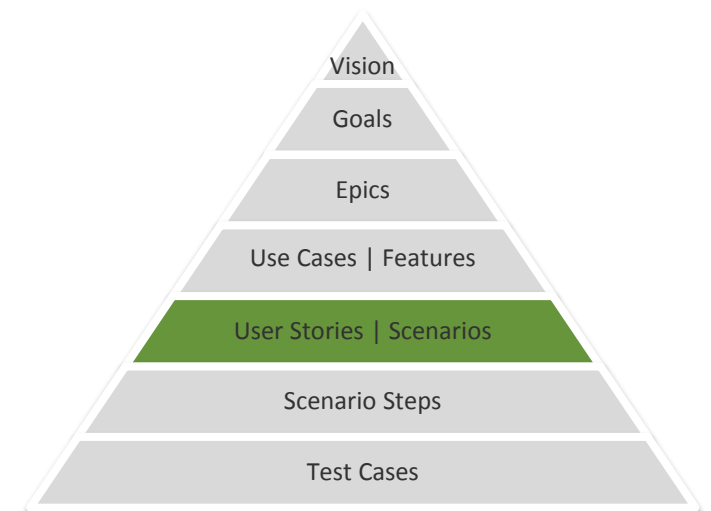 Vision
Goals
Epics
Use Cases | Features
User Stories | Scenarios
Scenario Steps
Test Cases